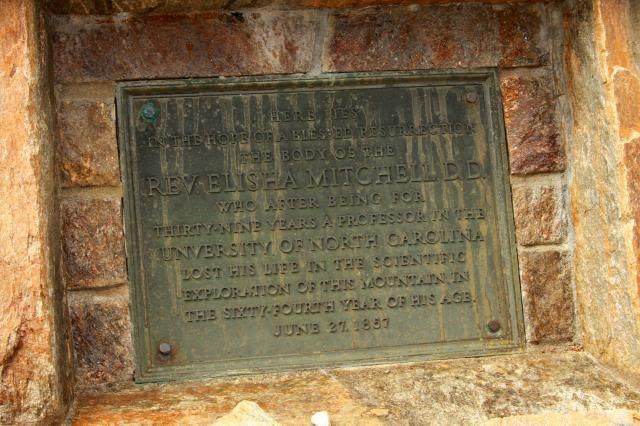 HERE LIES
IN THE HOPE OF A BLESSED RESURRECTION
THE BODY OF THE
REV. ELISHA MITCHELL D.D.
WHO AFTER BEING FOR
THIRTY-NINE YEARS A PROFESSOR IN THE
UNVERSITY OF NORTH CAROLINA
LOST HIS LIFE IN THE SCIENTIFIC
EXPLORATION OF THIS MOUNTAIN, IN
THE SIXTY-FOURTH YEAR OF HIS AGE.
JUNE 27, 1857